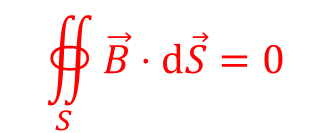 ∯_S B⃗ · dS⃗ = 0